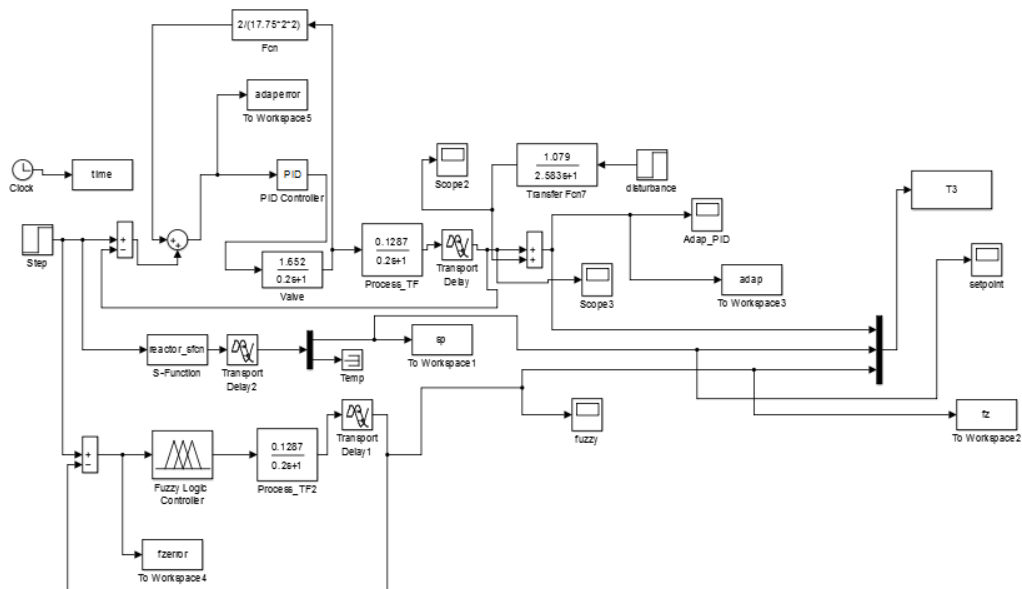 2/(17.75*2*2)
Fcn
adaperror
To Workspace5
Clock
time
PID
PID Controller
Scope2
1.079
2.583s+1
Transfer Fcn7
disturbance
T3
Step
+
−
+
+
1.652
0.2s+1
Valve
0.1287
0.2s+1
Process_TF
Transport
Delay
+
+
Adap_PID
Scope3
adap
To Workspace3
setpoint
reactor_sfcn
S-Function
Transport
Delay2
Temp
sp
To Workspace1
+
−
Fuzzy Logic
Controller
0.1287
0.2s+1
Process_TF2
Transport
Delay1
fuzzy
fz
To Workspace2
fzerror
To Workspace4